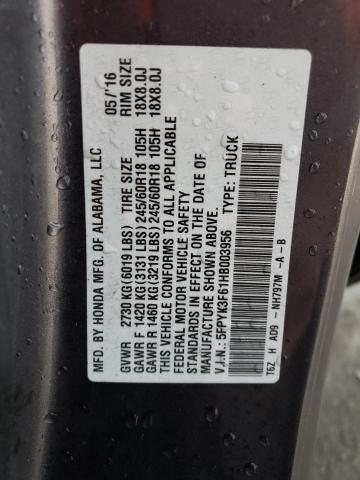 MFD. BY HONDA MFG. OF ALABAMA, LLC 05/'16
GVWR 2730 KG(6019 LBS) TIRE SIZE RIM SIZE
GAWR F 1420 KG(3131 LBS) 245/60R18 105H 18X8.0J
GAWR R 1460 KG(3219 LBS) 245/60R18 105H 18X8.0J
THIS VEHICLE CONFORMS TO ALL APPLICABLE
FEDERAL MOTOR VEHICLE SAFETY
STANDARDS IN EFFECT ON THE DATE OF
MANUFACTURE SHOWN ABOVE.
V.I.N.: 5FPYK3F61HB003956 TYPE: TRUCK
T6Z H AD9 -NH797M -A -B